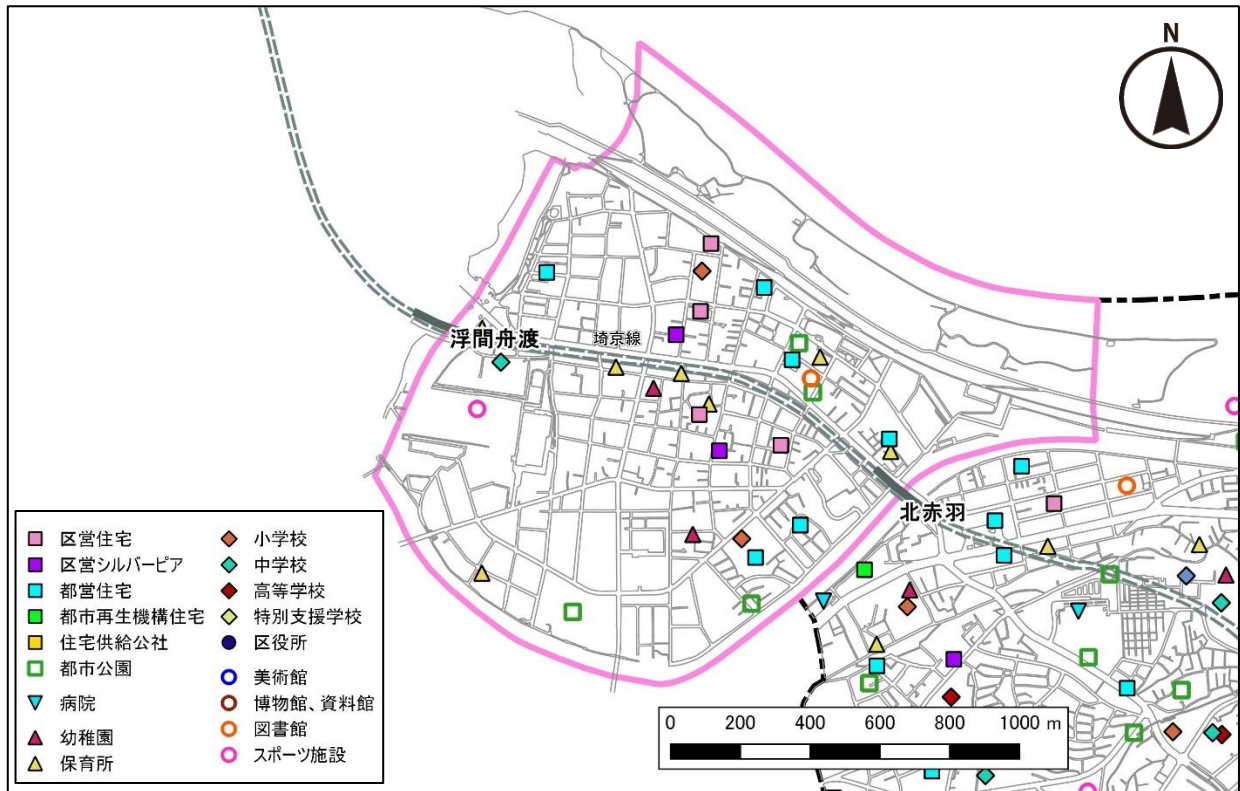 N
浮間舟渡
埼京線
北赤羽
区営住宅
区営シルバーピア
都営住宅
都市再生機構住宅
住宅供給公社
都市公園
病院
幼稚園
保育所
小学校
中学校
高等学校
特別支援学校
区役所
美術館
博物館、資料館
図書館
スポーツ施設
0 200 400 600 800 1000 m